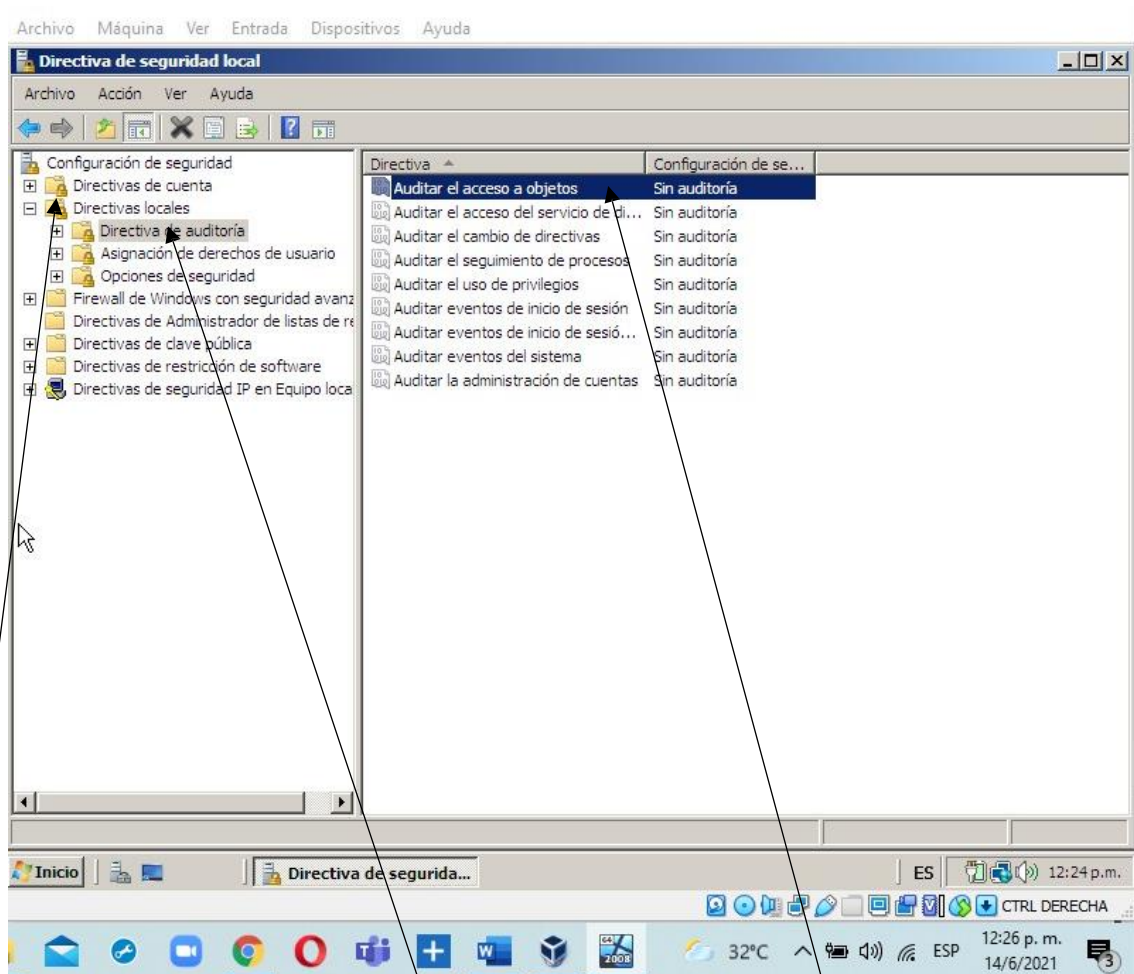 Archivo Máquina Ver Entrada Dispositivos Ayuda
Directiva de seguridad local
Archivo Acción Ver Ayuda
Configuración de seguridad
Directivas de cuenta
Directivas locales
Directiva de auditoría
Asignación de derechos de usuario
Opciones de seguridad
Firewall de Windows con seguridad avanz
Directivas de Administrador de listas de re
Directivas de clave pública
Directivas de restricción de software
Directivas de seguridad IP en Equipo loca
Directiva Configuración de se...
Auditar el acceso a objetos Sin auditoría
Auditar el acceso del servicio de di... Sin auditoría
Auditar el cambio de directivas Sin auditoría
Auditar el seguimiento de procesos Sin auditoría
Auditar el uso de privilegios Sin auditoría
Auditar eventos de inicio de sesión Sin auditoría
Auditar eventos de inicio de sesió... Sin auditoría
Auditar eventos del sistema Sin auditoría
Auditar la administración de cuentas Sin auditoría
Inicio Directiva de segurida... ES 12:24 p.m.
CTRL DERECHA
64 2008 32°C ESP 12:26 p. m.
14/6/2021 3